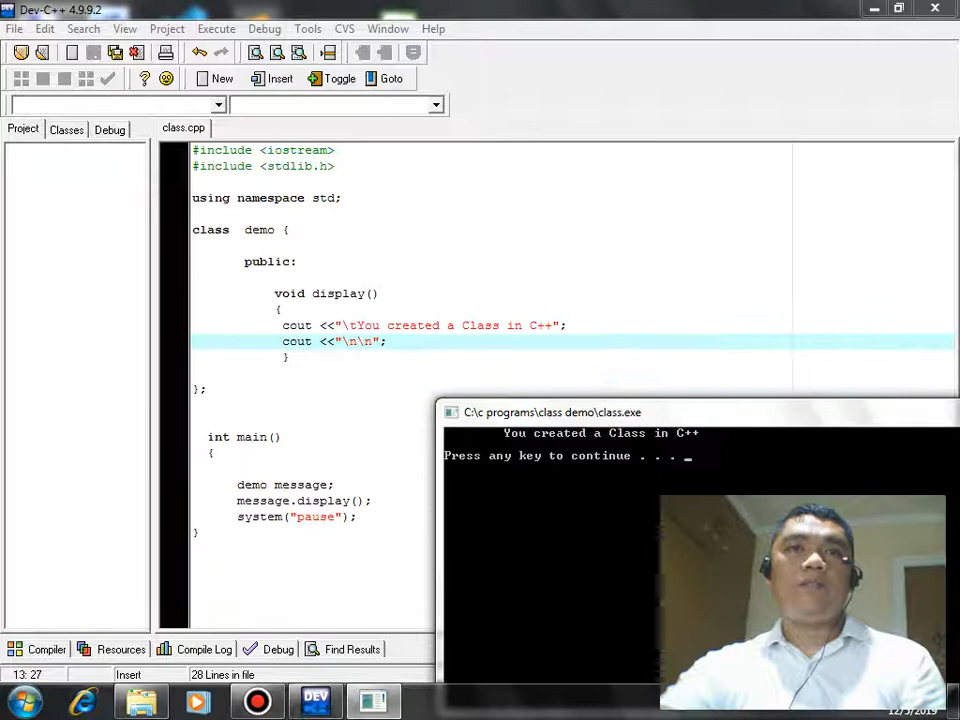 Dev-C++ 4.9.9.2
File Edit Search View Project Execute Debug Tools CVS Window Help
New Insert Toggle Goto
Project Classes Debug class.cpp
#include <iostream>
#include <stdlib.h>
using namespace std;
class demo {
public:
void display()
{
cout <<"\tYou created a Class in C++";
cout <<"\n\n";
}
};
int main()
{
demo message;
message.display();
system("pause");
}
C:\c programs\class demo\class.exe
You created a Class in C++
Press any key to continue . . . _
Compiler Resources Compile Log Debug Find Results
13: 27 Insert 28 Lines in file
DEV